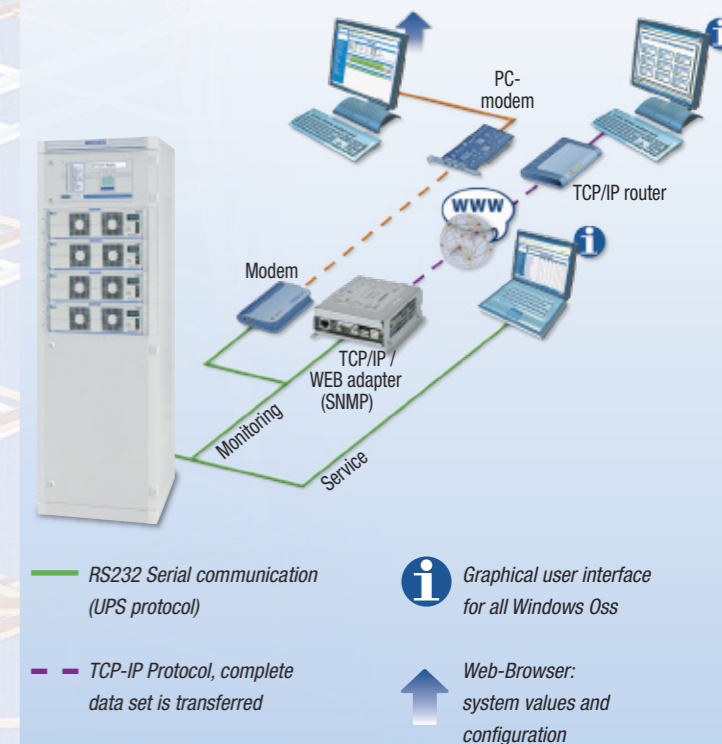 PC-
modem
TCP/IP router
WWW
Modem
TCP/IP /
WEB adapter
(SNMP)
Monitoring
Service
RS232 Serial communication
(UPS protocol)
Graphical user interface
for all Windows Oss
TCP-IP Protocol, complete
data set is transferred
Web-Browser:
system values and
configuration